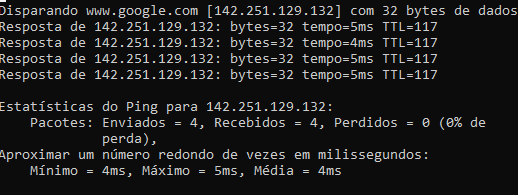 Disparando www.google.com [142.251.129.132] com 32 bytes de dados
Resposta de 142.251.129.132: bytes=32 tempo=5ms TTL=117
Resposta de 142.251.129.132: bytes=32 tempo=4ms TTL=117
Resposta de 142.251.129.132: bytes=32 tempo=5ms TTL=117
Resposta de 142.251.129.132: bytes=32 tempo=5ms TTL=117
Estatísticas do Ping para 142.251.129.132:
Pacotes: Enviados = 4, Recebidos = 4, Perdidos = 0 (0% de
perda),
Aproximar um número redondo de vezes em milissegundos:
Mínimo = 4ms, Máximo = 5ms, Média = 4ms